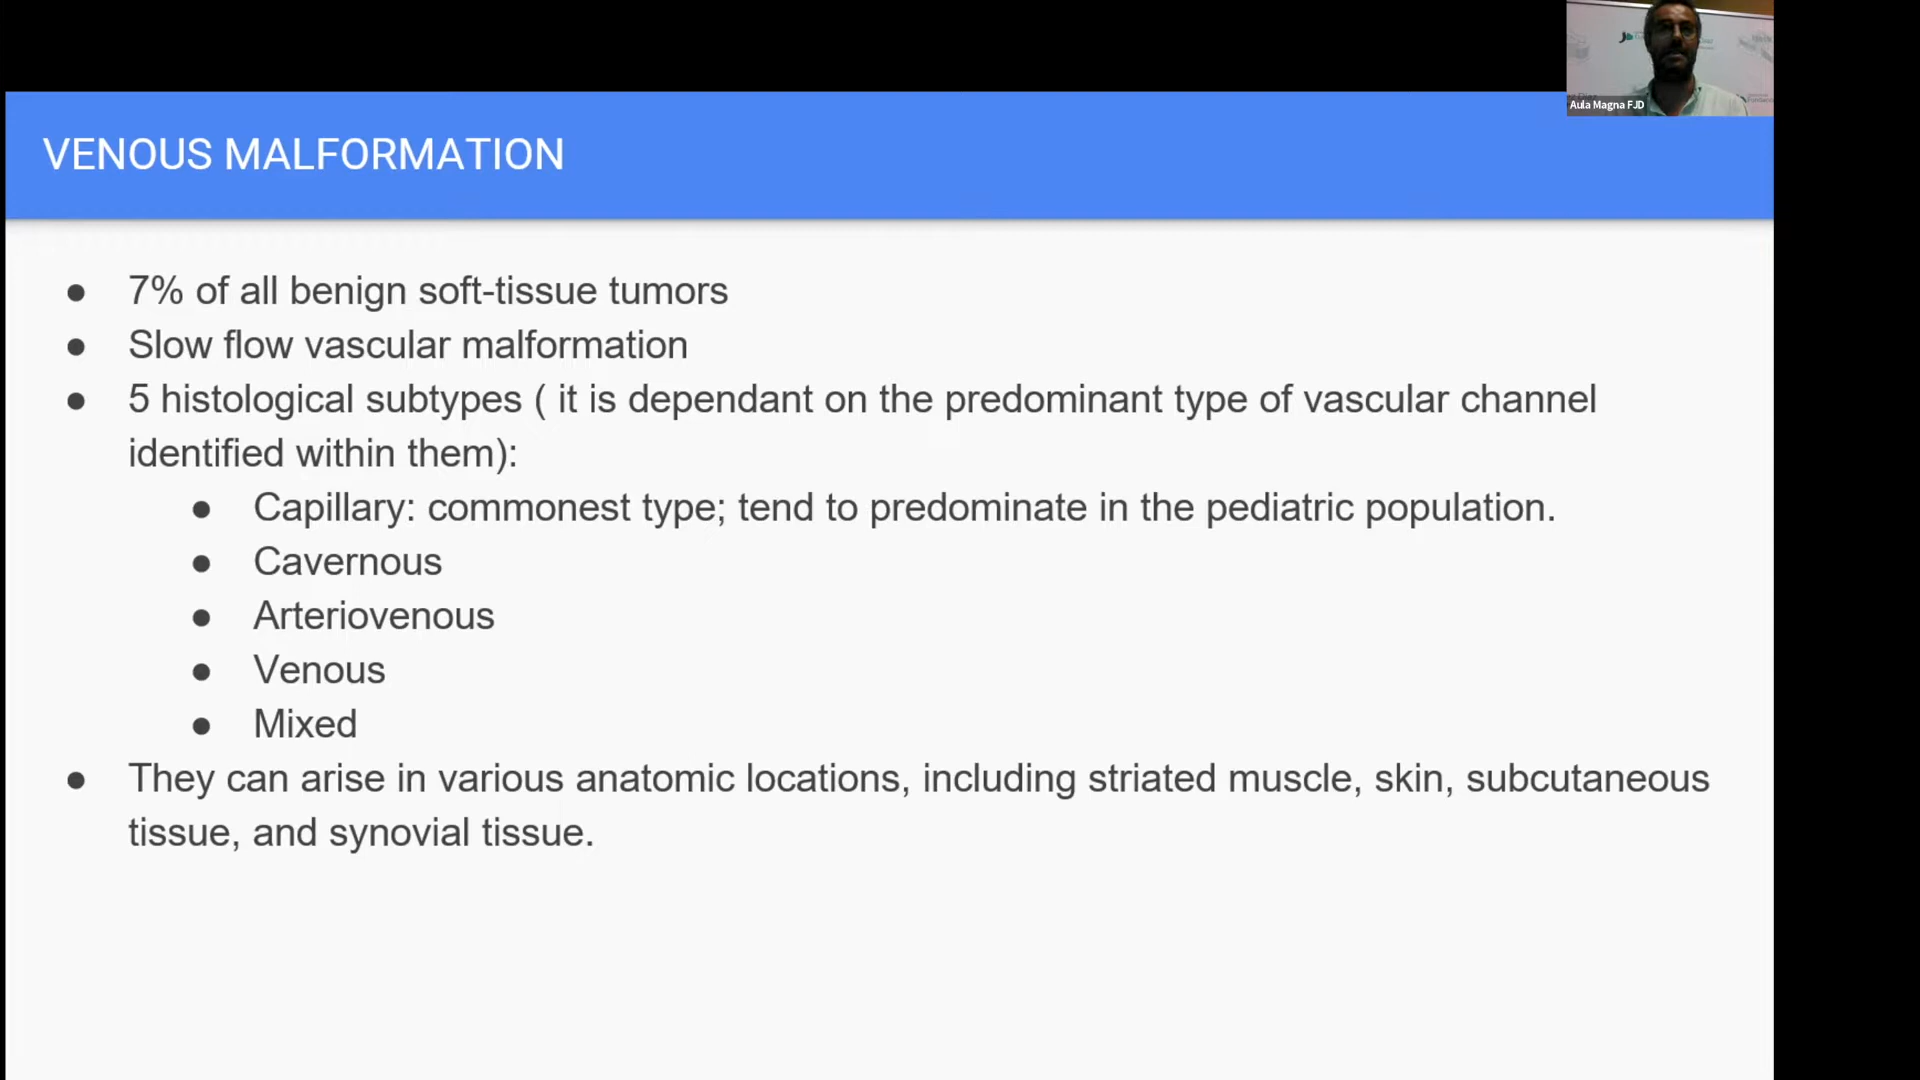 Aula Magna FJD
VENOUS MALFORMATION
● 7% of all benign soft-tissue tumors
● Slow flow vascular malformation
● 5 histological subtypes ( it is dependant on the predominant type of vascular channel
identified within them):
● Capillary: commonest type; tend to predominate in the pediatric population.
● Cavernous
● Arteriovenous
● Venous
● Mixed
● They can arise in various anatomic locations, including striated muscle, skin, subcutaneous
tissue, and synovial tissue.